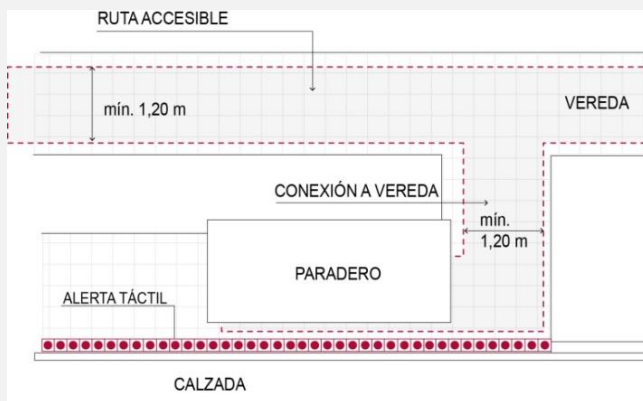 RUTA ACCESIBLE
mín. 1,20 m
VEREDA
CONEXIÓN A VEREDA
mín.
1,20 m
PARADERO
ALERTA TÁCTIL
CALZADA